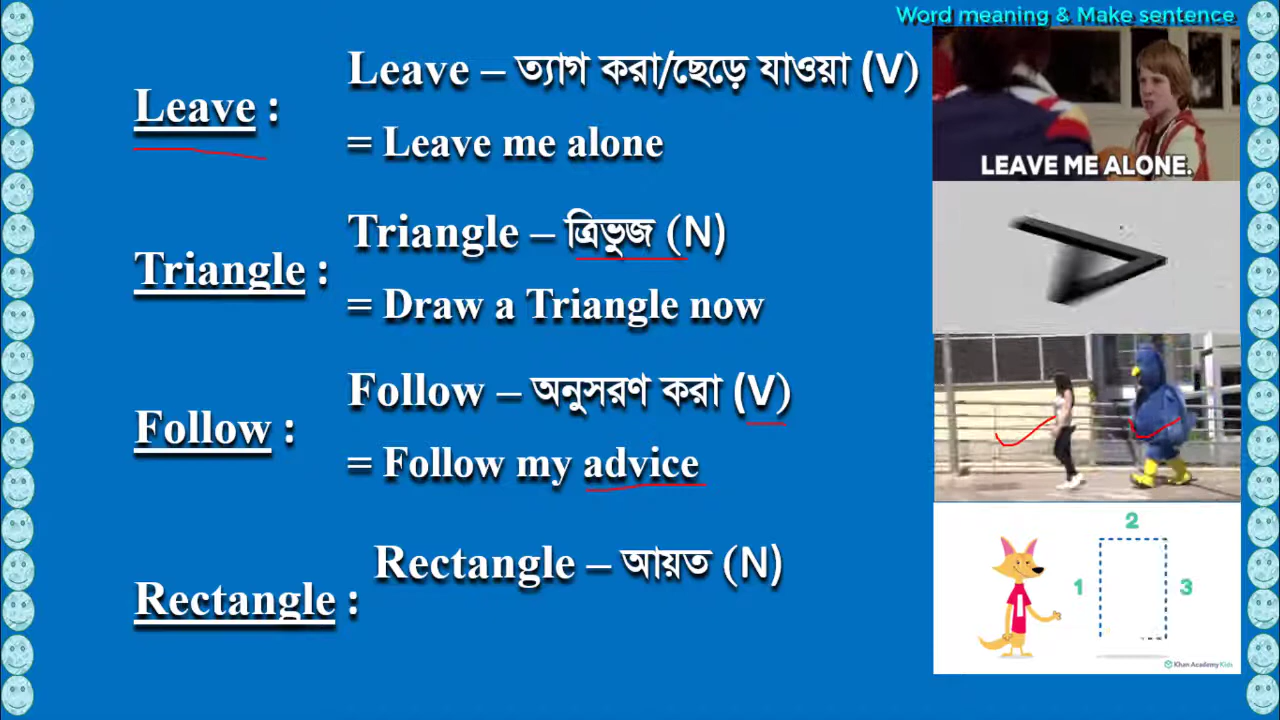 Word meaning & Make sentence
Leave :
Leave – ত্যাগ করা/ছেড়ে যাওয়া (V)
= Leave me alone
LEAVE ME ALONE.
Triangle :
Triangle – ত্রিভুজ (N)
= Draw a Triangle now
Follow :
Follow – অনুসরণ করা (V)
= Follow my advice
Rectangle :
Rectangle – আয়ত (N)
2
1
3
Khan Academy Kids